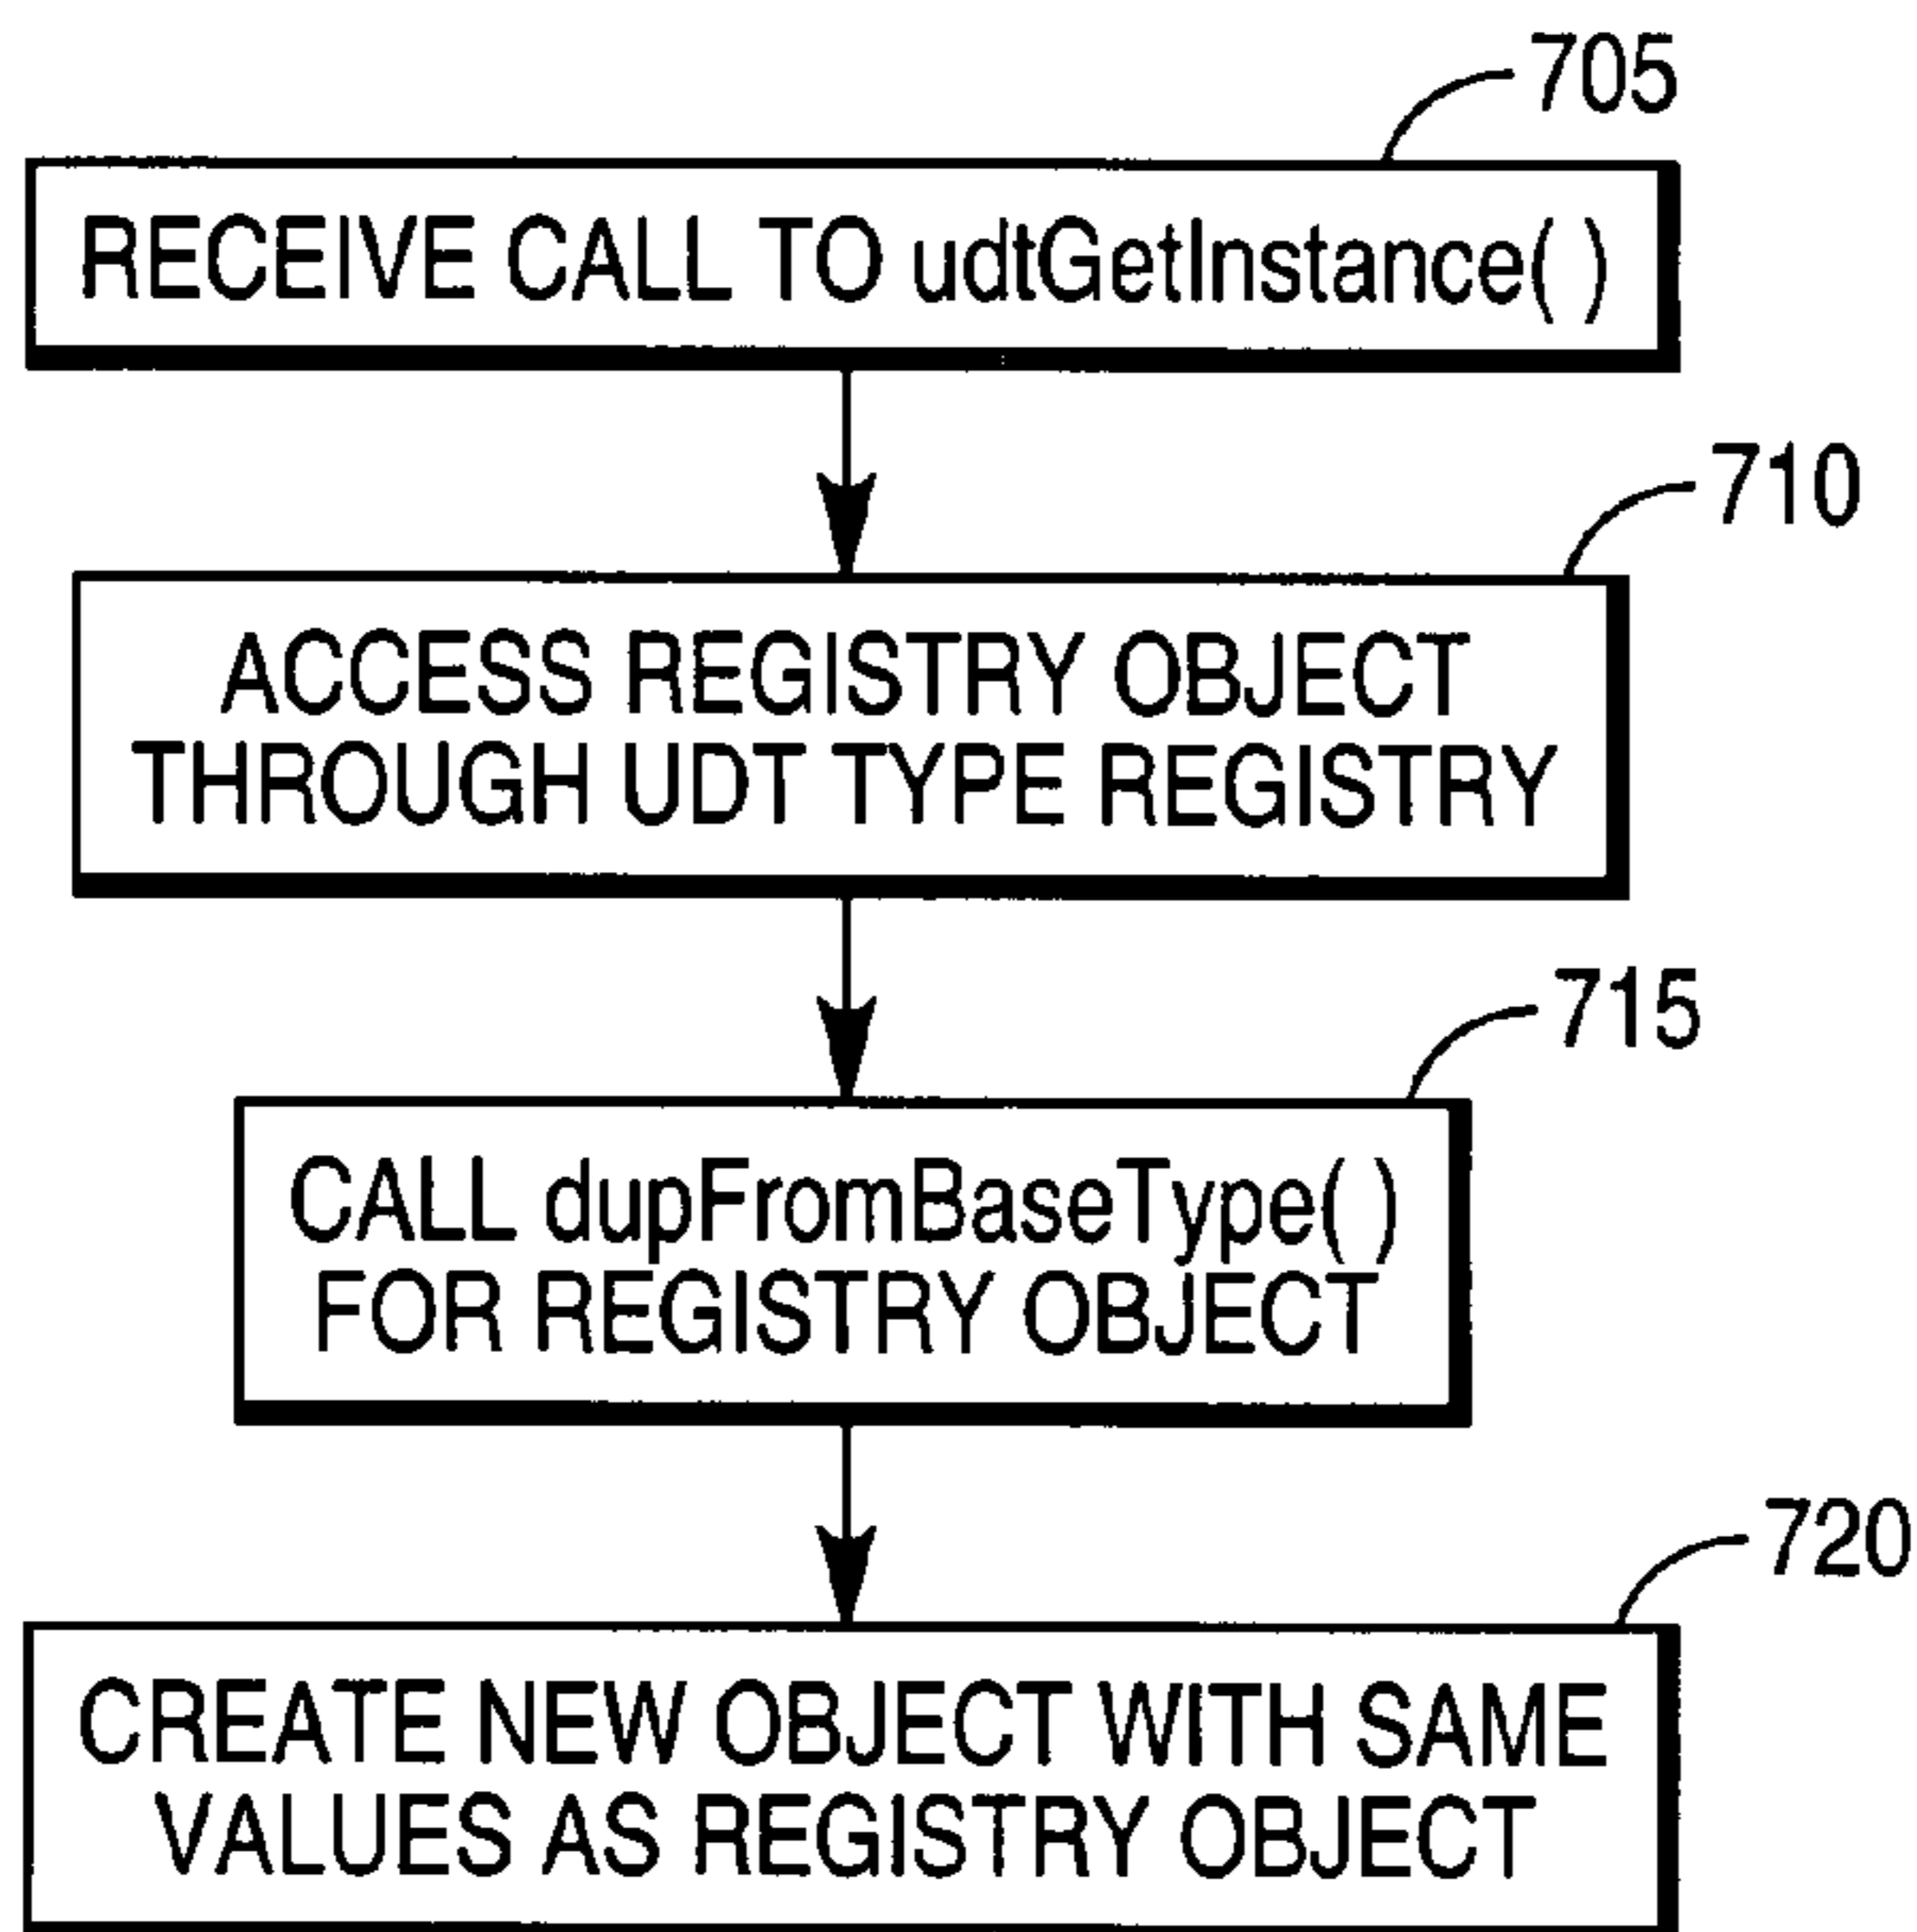 705
RECEIVE CALL TO udtGetInstance( )
710
ACCESS REGISTRY OBJECT
THROUGH UDT TYPE REGISTRY
715
CALL dupFromBaseType( )
FOR REGISTRY OBJECT
720
CREATE NEW OBJECT WITH SAME
VALUES AS REGISTRY OBJECT